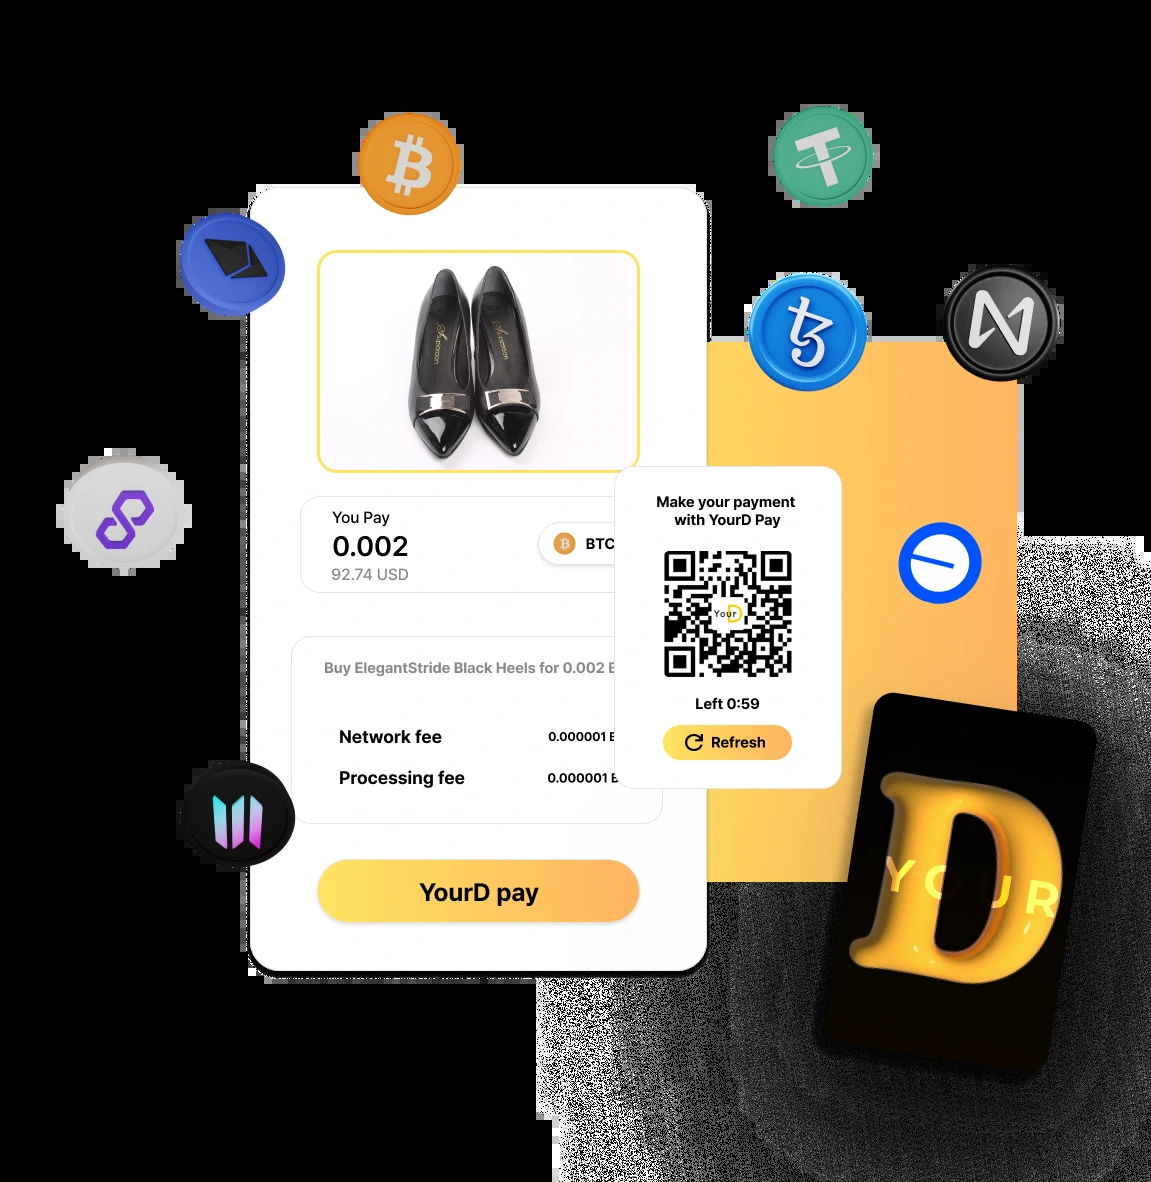 You Pay
0.002
92.74 USD
BTC
Buy ElegantStride Black Heels for 0.002
Network fee
0.000001
Processing fee
0.000001
YourD pay
Make your payment
with YourD Pay
YourD
Left 0:59
Refresh
YOUR
D